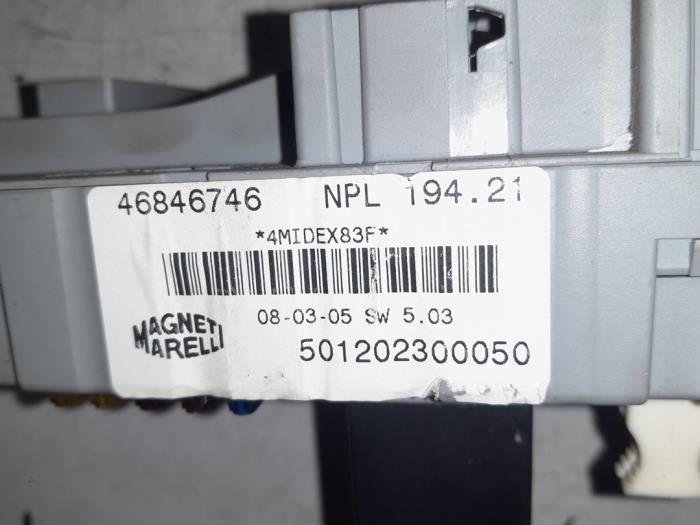 46846746 NPL 194.21
*4MIDEX83F*
08-03-05 SW 5.03
MAGNETI
MARELLI
501202300050